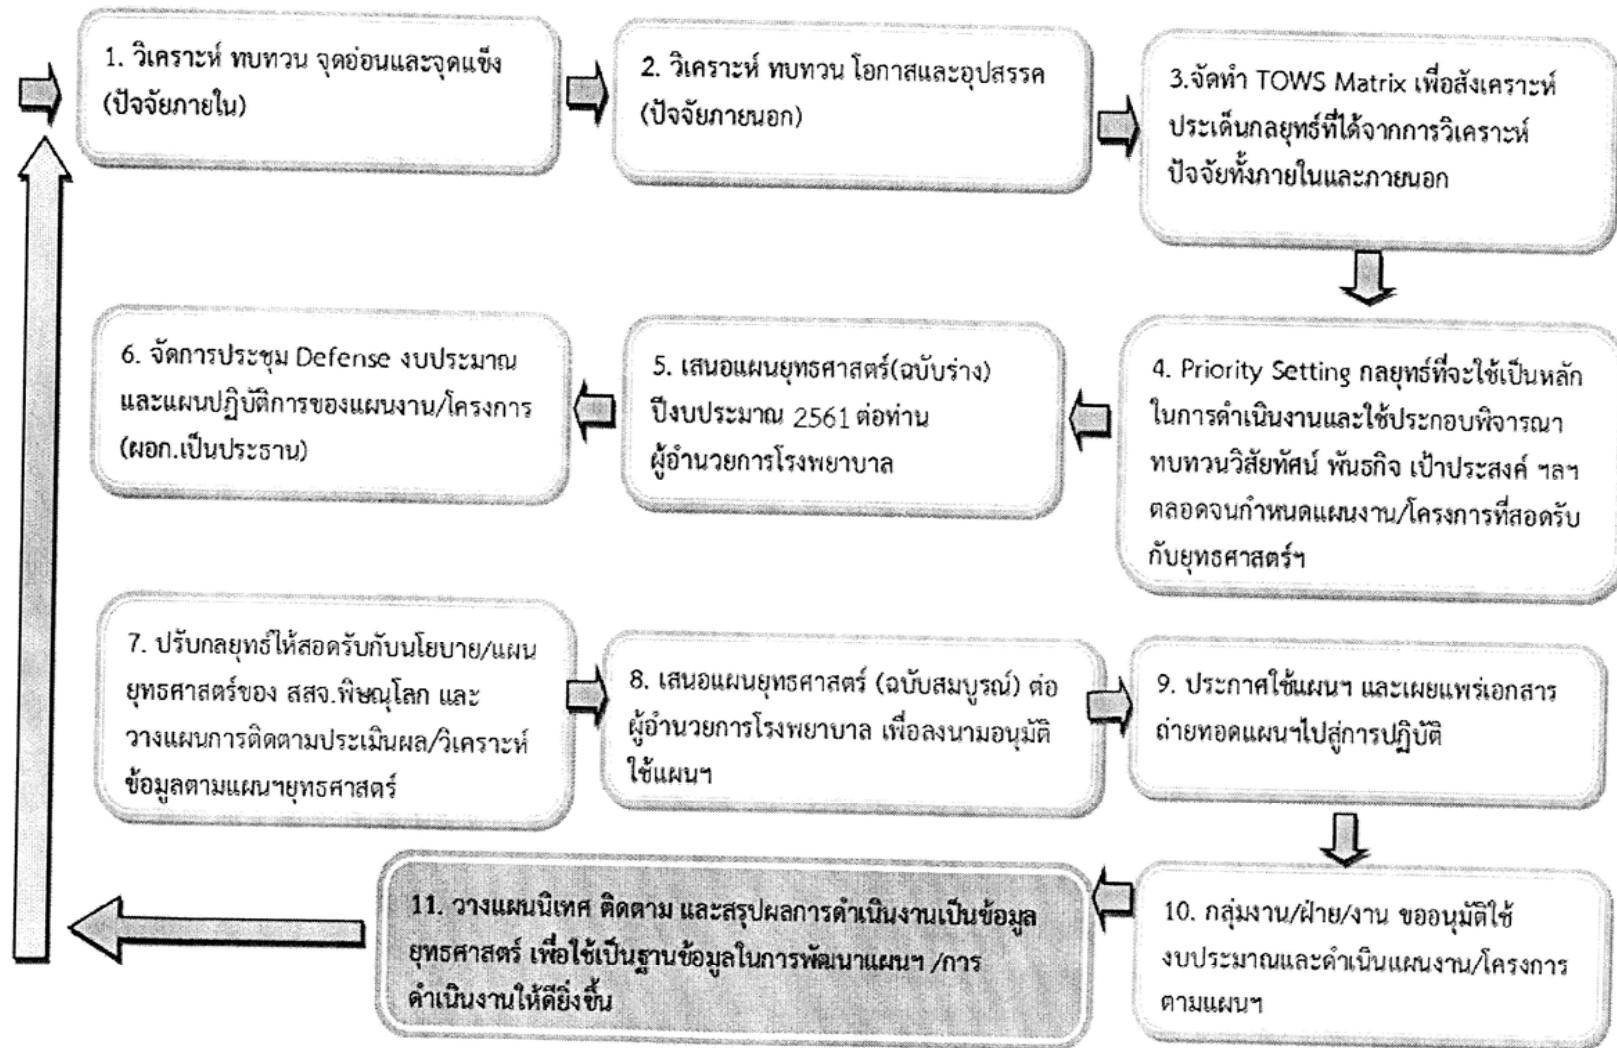 1. วิเคราะห์ ทบทวน จุดอ่อนและจุดแข็ง
(ปัจจัยภายใน)
2. วิเคราะห์ ทบทวน โอกาสและอุปสรรค
(ปัจจัยภายนอก)
3.จัดทำ TOWS Matrix เพื่อสังเคราะห์
ประเด็นกลยุทธ์ที่ได้จากการวิเคราะห์
ปัจจัยทั้งภายในและภายนอก
4. Priority Setting กลยุทธ์ที่จะใช้เป็นหลัก
ในการดำเนินงานและใช้ประกอบพิจารณา
ทบทวนวิสัยทัศน์ พันธกิจ เป้าประสงค์ ฯลฯ
ตลอดจนกำหนดแผนงาน/โครงการที่สอดรับ
กับยุทธศาสตร์ฯ
5. เสนอแผนยุทธศาสตร์(ฉบับร่าง)
ปีงบประมาณ 2561 ต่อท่าน
ผู้อำนวยการโรงพยาบาล
6. จัดการประชุม Defense งบประมาณ
และแผนปฏิบัติการของแผนงาน/โครงการ
(ผอก.เป็นประธาน)
7. ปรับกลยุทธ์ให้สอดรับกับนโยบาย/แผน
ยุทธศาสตร์ของ สสจ.พิษณุโลก และ
วางแผนการติดตามประเมินผล/วิเคราะห์
ข้อมูลตามแผนฯยุทธศาสตร์
8. เสนอแผนยุทธศาสตร์ (ฉบับสมบูรณ์) ต่อ
ผู้อำนวยการโรงพยาบาล เพื่อลงนามอนุมัติ
ใช้แผนฯ
9. ประกาศใช้แผนฯ และเผยแพร่เอกสาร
ถ่ายทอดแผนฯไปสู่การปฏิบัติ
10. กลุ่มงาน/ฝ่าย/งาน ขออนุมัติใช้
งบประมาณและดำเนินแผนงาน/โครงการ
ตามแผนฯ
11. วางแผนนิเทศ ติดตาม และสรุปผลการดำเนินงานเป็นข้อมูล
ยุทธศาสตร์ เพื่อใช้เป็นฐานข้อมูลในการพัฒนาแผนฯ /การ
ดำเนินงานให้ดียิ่งขึ้น